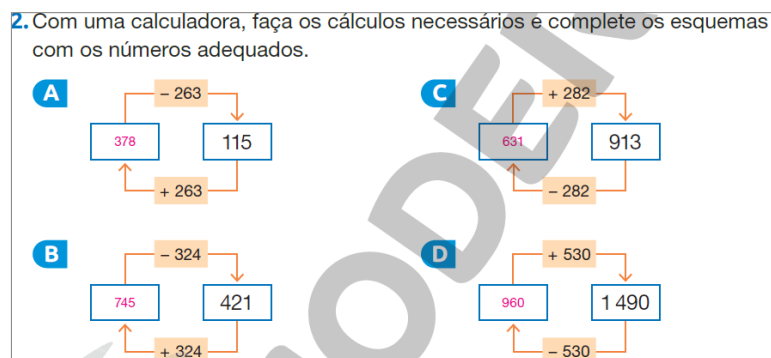 2. Com uma calculadora, faça os cálculos necessários e complete os esquemas
com os números adequados.
A
− 263
378
115
+ 263
C
+ 282
631
913
− 282
B
− 324
745
421
+ 324
D
+ 530
960
1 490
− 530